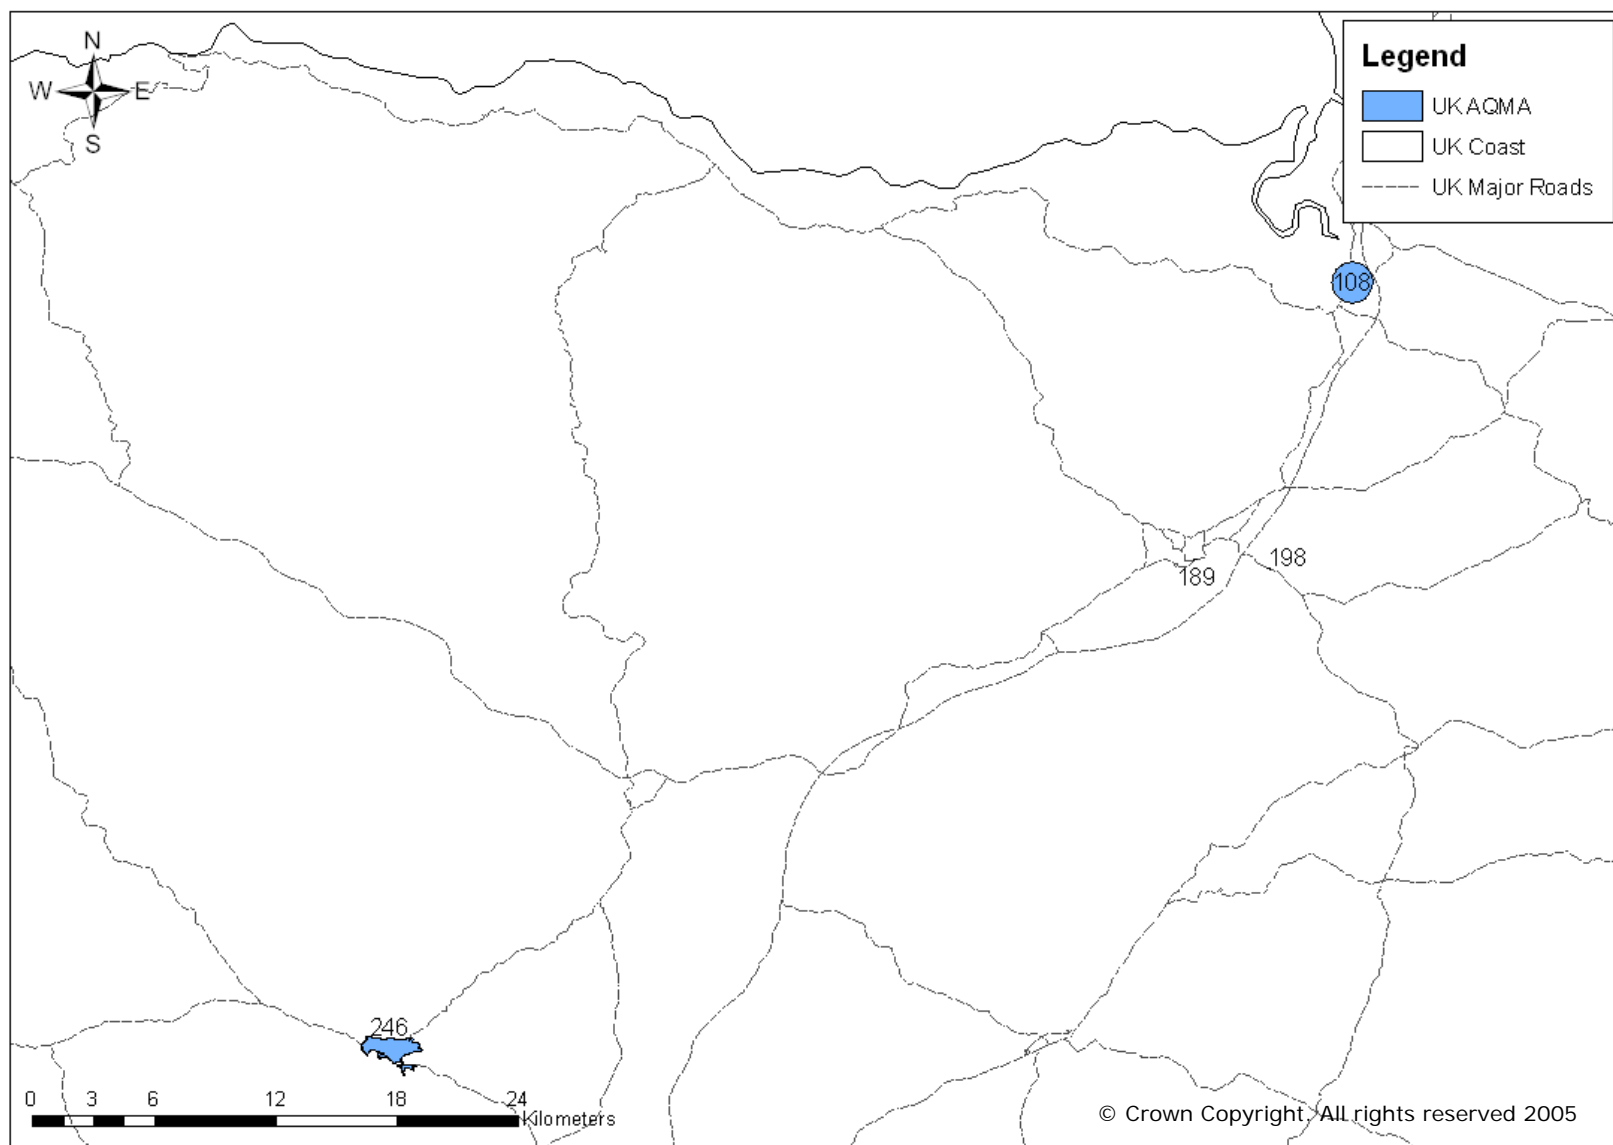 N
W E
S
Legend
UK AQMA
UK Coast
UK Major Roads
108
198
189
246
0 3 6 12 18 24
Kilometers
© Crown Copyright. All rights reserved 2005